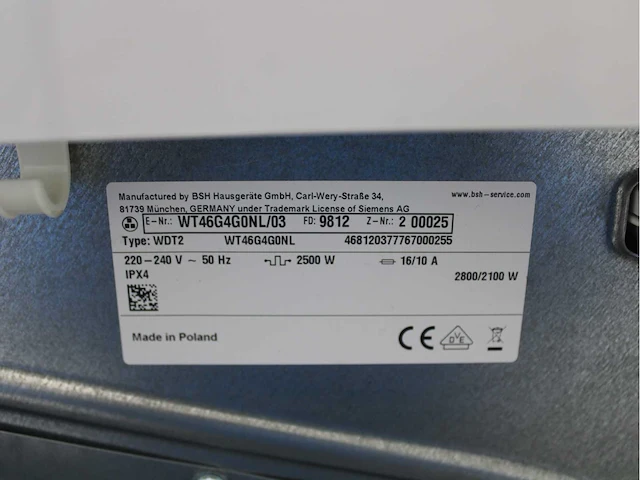 Manufactured by BSH Hausgeräte GmbH, Carl-Wery-Straße 34, www.bsh-service.com
81739 München, GERMANY under Trademark License of Siemens AG
E-Nr.: WT46G4G0NL/03 FD: 9812 Z-Nr.: 2 00025
Type: WDT2 WT46G4G0NL 468120377767000255
220-240 V ~ 50 Hz 2500 W 16/10 A
IPX4 2800/2100 W
Made in Poland CE VDE